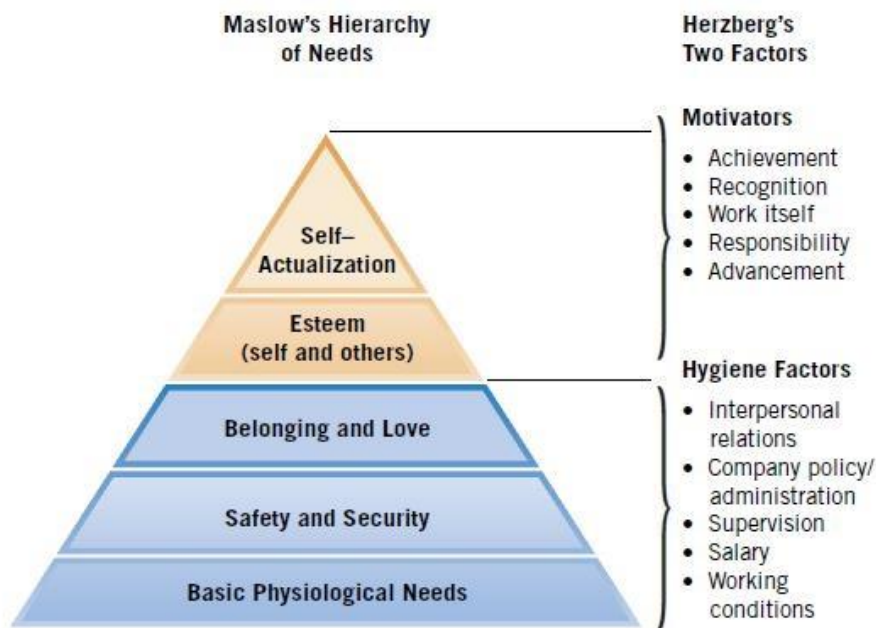 Maslow's Hierarchy
of Needs
Self–
Actualization
Esteem
(self and others)
Belonging and Love
Safety and Security
Basic Physiological Needs
Herzberg's
Two Factors
Motivators
• Achievement
• Recognition
• Work itself
• Responsibility
• Advancement
Hygiene Factors
• Interpersonal
relations
• Company policy/
administration
• Supervision
• Salary
• Working
conditions